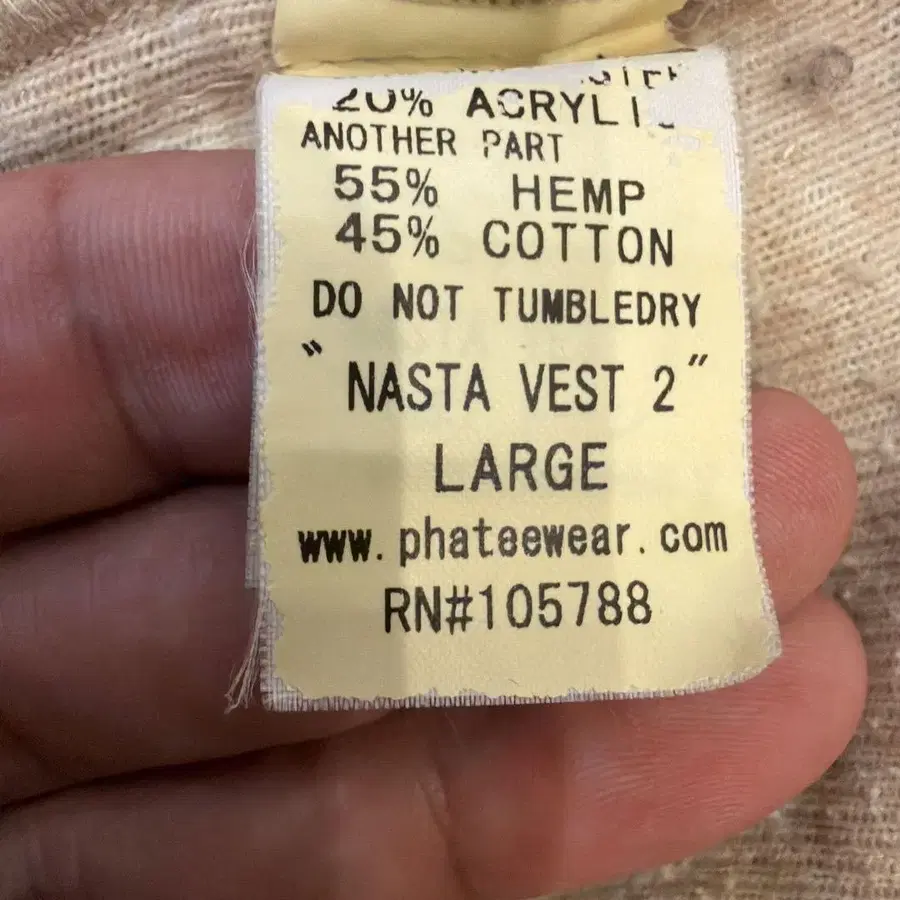 20% ACRYLIC
ANOTHER PART
55% HEMP
45% COTTON
DO NOT TUMBLEDRY
"NASTA VEST 2"
LARGE
www.phateewear.com
RN#105788